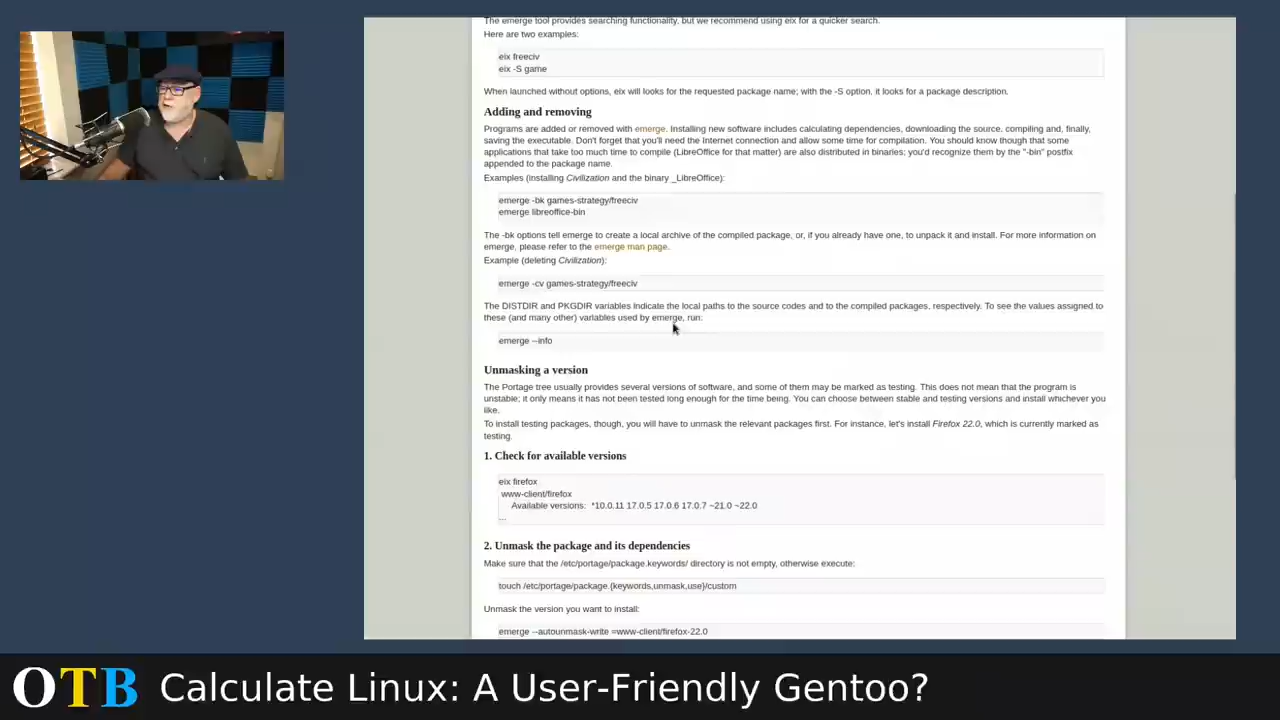 The emerge tool provides searching functionality, but we recommend using eix for a quicker search.
Here are two examples:
eix freeciv
eix -S game
When launched without options, eix will looks for the requested package name; with the -S option, it looks for a package description.
Adding and removing
Programs are added or removed with emerge. Installing new software includes calculating dependencies, downloading the source, compiling and, finally,
saving the executable. Don't forget that you'll need the Internet connection and allow some time for compilation. You should know though that some
applications that take too much time to compile (LibreOffice for that matter) are also distributed in binaries; you'd recognize them by the "-bin" postfix
appended to the package name.
Examples (installing Civilization and the binary _LibreOffice):
emerge -bk games-strategy/freeciv
emerge libreoffice-bin
The -bk options tell emerge to create a local archive of the compiled package, or, if you already have one, to unpack it and install. For more information on
emerge, please refer to the emerge man page.
Example (deleting Civilization):
emerge -cv games-strategy/freeciv
The DISTDIR and PKGDIR variables indicate the local paths to the source codes and to the compiled packages, respectively. To see the values assigned to
these (and many other) variables used by emerge, run:
emerge --info
Unmasking a version
The Portage tree usually provides several versions of software, and some of them may be marked as testing. This does not mean that the program is
unstable; it only means it has not been tested long enough for the time being. You can choose between stable and testing versions and install whichever you
like.
To install testing packages, though, you will have to unmask the relevant packages first. For instance, let's install Firefox 22.0, which is currently marked as
testing.
1. Check for available versions
eix firefox
www-client/firefox
Available versions: *10.0.11 17.0.5 17.0.6 17.0.7 ~21.0 ~22.0
...
2. Unmask the package and its dependencies
Make sure that the /etc/portage/package.keywords/ directory is not empty, otherwise execute:
touch /etc/portage/package.{keywords,unmask,use}/custom
Unmask the version you want to install:
emerge --autounmask-write =www-client/firefox-22.0
OTB Calculate Linux: A User-Friendly Gentoo?